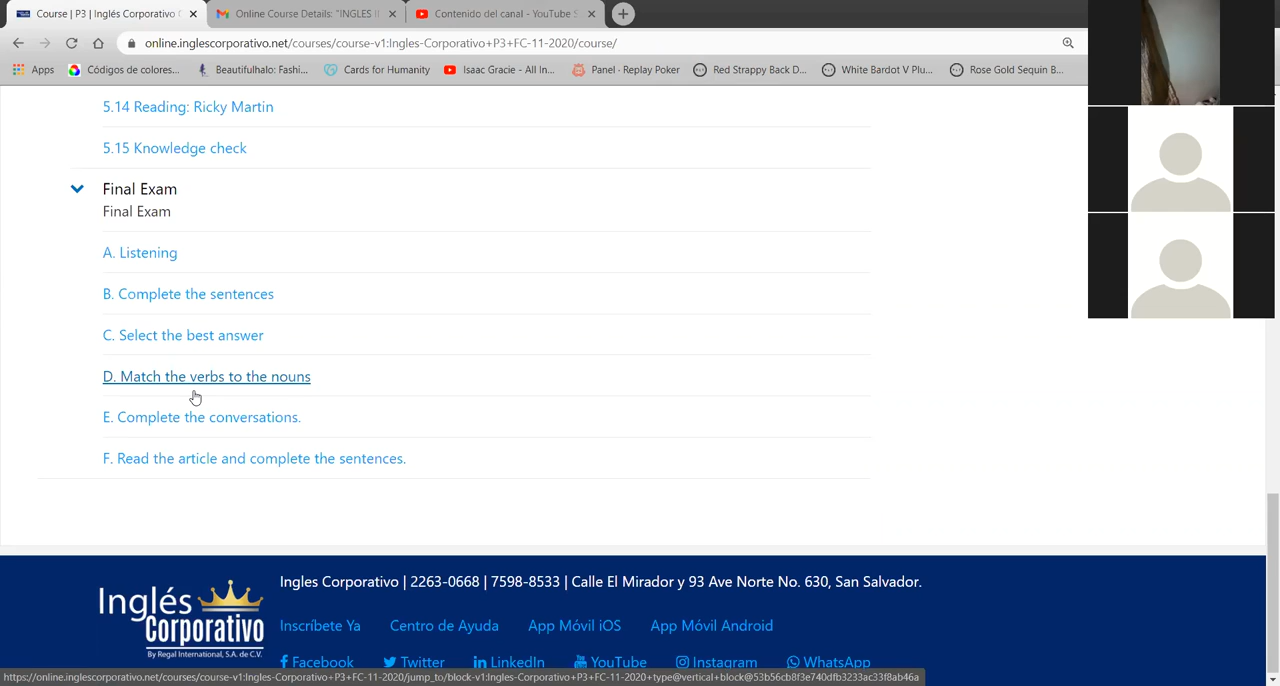 Course | P3 | Inglés Corporativo
Online Course Details: "INGLES I
Contenido del canal - YouTube S
online.inglescorporativo.net/courses/course-v1:Ingles-Corporativo+P3+FC-11-2020/course/
Apps Códigos de colores... Beautifulhalo: Fashi... Cards for Humanity Isaac Gracie - All In... Panel · Replay Poker Red Strappy Back D... White Bardot V Plu... Rose Gold Sequin B...
5.14 Reading: Ricky Martin
5.15 Knowledge check
Final Exam
Final Exam
A. Listening
B. Complete the sentences
C. Select the best answer
D. Match the verbs to the nouns
E. Complete the conversations.
F. Read the article and complete the sentences.
Inglés
Corporativo
By Regal International, S.A. de C.V.
Ingles Corporativo | 2263-0668 | 7598-8533 | Calle El Mirador y 93 Ave Norte No. 630, San Salvador.
Inscríbete Ya Centro de Ayuda App Móvil iOS App Móvil Android
Facebook Twitter LinkedIn YouTube Instagram WhatsApp
https://online.inglescorporativo.net/courses/course-v1:Ingles-Corporativo+P3+FC-11-2020/jump_to/block-v1:Ingles-Corporativo+P3+FC-11-2020+type@vertical+block@53b56cb8f3e740dfb3233ac33f8ab46a